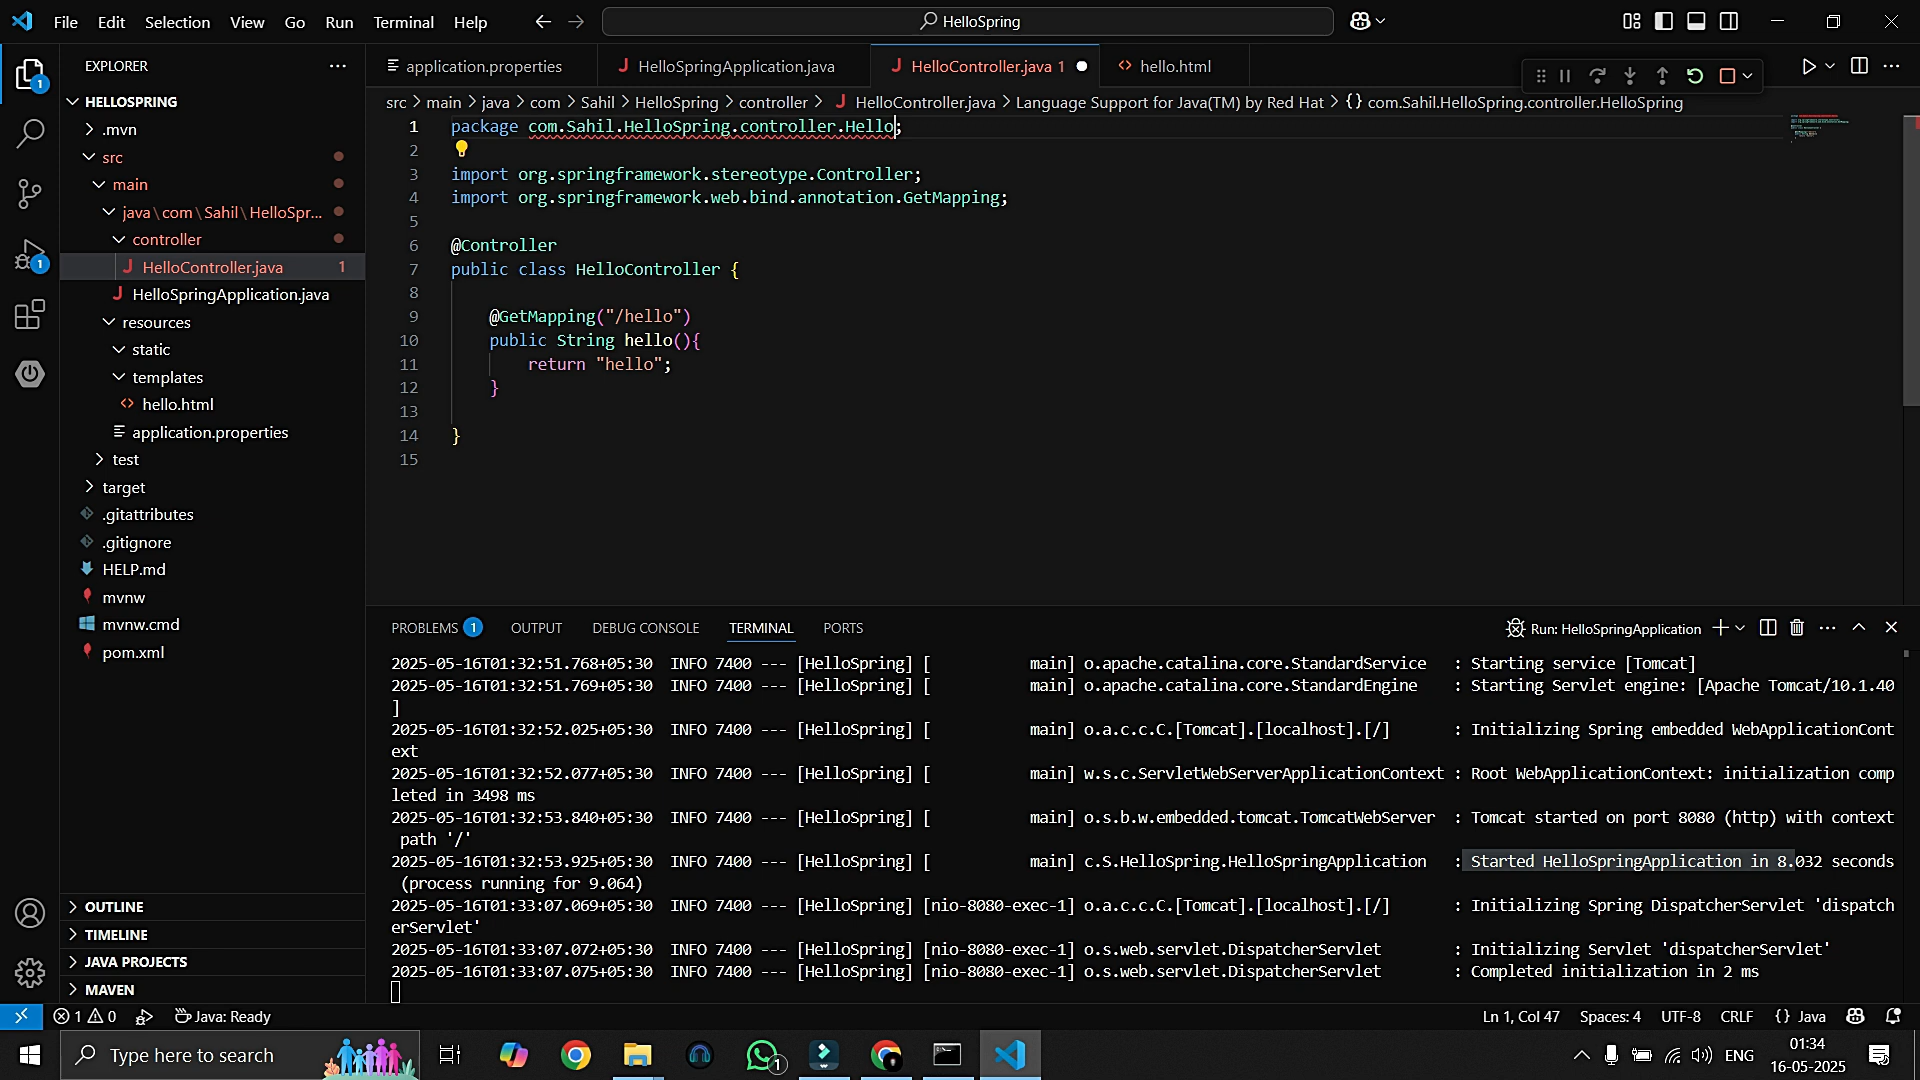 File Edit Selection View Go Run Terminal Help
HelloSpring
EXPLORER
HELLOSPRING
.mvn
src
main
java\com\Sahil\HelloSpr...
controller
HelloController.java 1
HelloSpringApplication.java
resources
static
templates
hello.html
application.properties
test
target
.gitattributes
.gitignore
HELP.md
mvnw
mvnw.cmd
pom.xml
OUTLINE
TIMELINE
JAVA PROJECTS
MAVEN
1
1
application.properties
HelloSpringApplication.java
HelloController.java 1
hello.html
src > main > java > com > Sahil > HelloSpring > controller > HelloController.java > Language Support for Java(TM) by Red Hat > {} com.Sahil.HelloSpring.controller.HelloSpring
1 package com.Sahil.HelloSpring.controller.Hello;
2
3 import org.springframework.stereotype.Controller;
4 import org.springframework.web.bind.annotation.GetMapping;
5
6 @Controller
7 public class HelloController {
8
9 @GetMapping("/hello")
10 public String hello(){
11 return "hello";
12 }
13
14 }
15
PROBLEMS 1 OUTPUT DEBUG CONSOLE TERMINAL PORTS
Run: HelloSpringApplication
2025-05-16T01:32:51.768+05:30 INFO 7400 --- [HelloSpring] [ main] o.apache.catalina.core.StandardService : Starting service [Tomcat]
2025-05-16T01:32:51.769+05:30 INFO 7400 --- [HelloSpring] [ main] o.apache.catalina.core.StandardEngine : Starting Servlet engine: [Apache Tomcat/10.1.40
]
2025-05-16T01:32:52.025+05:30 INFO 7400 --- [HelloSpring] [ main] o.a.c.c.C.[Tomcat].[localhost].[/] : Initializing Spring embedded WebApplicationCont
ext
2025-05-16T01:32:52.077+05:30 INFO 7400 --- [HelloSpring] [ main] w.s.c.ServletWebServerApplicationContext : Root WebApplicationContext: initialization comp
leted in 3498 ms
2025-05-16T01:32:53.840+05:30 INFO 7400 --- [HelloSpring] [ main] o.s.b.w.embedded.tomcat.TomcatWebServer : Tomcat started on port 8080 (http) with context
path '/'
2025-05-16T01:32:53.925+05:30 INFO 7400 --- [HelloSpring] [ main] c.S.HelloSpring.HelloSpringApplication : Started HelloSpringApplication in 8.032 seconds
(process running for 9.064)
2025-05-16T01:33:07.069+05:30 INFO 7400 --- [HelloSpring] [nio-8080-exec-1] o.a.c.c.C.[Tomcat].[localhost].[/] : Initializing Spring DispatcherServlet 'dispatch
erServlet'
2025-05-16T01:33:07.072+05:30 INFO 7400 --- [HelloSpring] [nio-8080-exec-1] o.s.web.servlet.DispatcherServlet : Initializing Servlet 'dispatcherServlet'
2025-05-16T01:33:07.075+05:30 INFO 7400 --- [HelloSpring] [nio-8080-exec-1] o.s.web.servlet.DispatcherServlet : Completed initialization in 2 ms
1 0 Java: Ready
Ln 1, Col 47 Spaces: 4 UTF-8 CRLF {} Java
Type here to search
1
ENG
01:34
16-05-2025